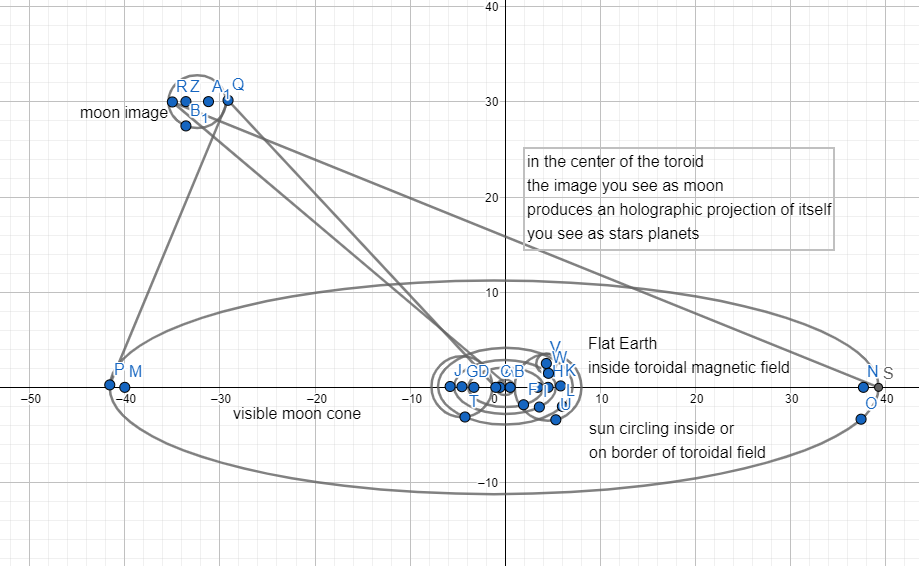 40
R Z A1 Q
30
moon image
B1
in the center of the toroid
the image you see as moon
produces an holographic projection of itself
you see as stars planets
20
10
Flat Earth
inside toroidal magnetic field
V
W
P M
J G D C B H K
N S
F I L
O
T U
−50 −40 −30 −20 −10 0 10 20 30 40
visible moon cone
sun circling inside or
on border of toroidal field
−10